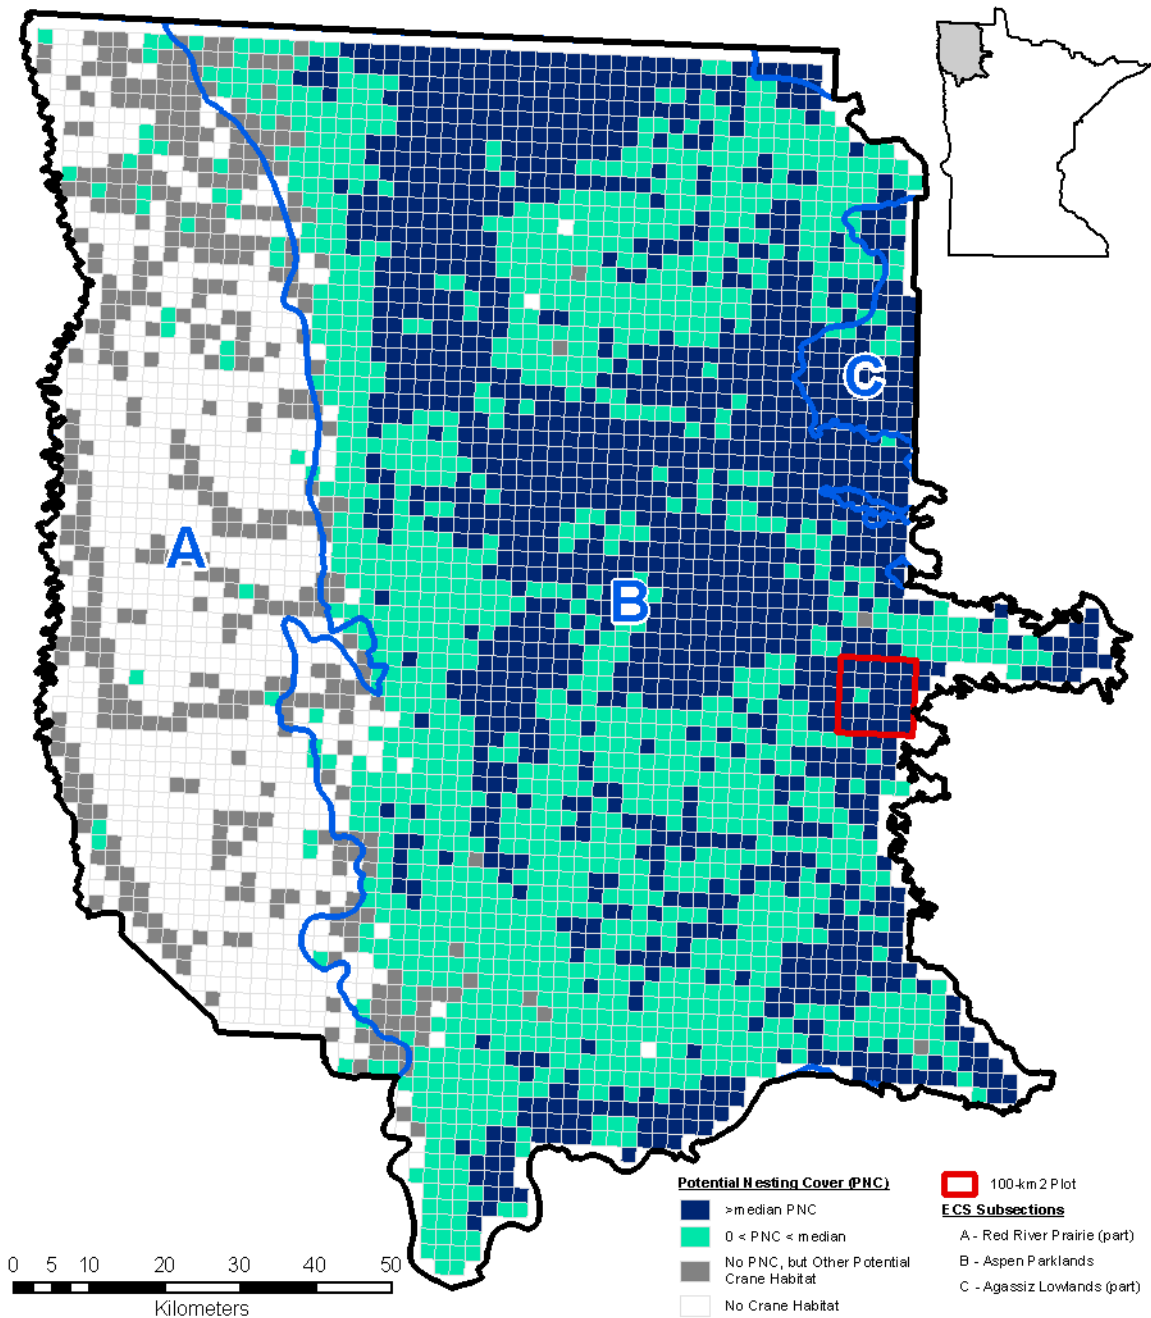 C
A
B
Potential Nesting Cover (PNC)
>median PNC
0 < PNC < median
No PNC, but Other Potential
Crane Habitat
No Crane Habitat
100-km2 Plot
ECS Subsections
A - Red River Prairie (part)
B - Aspen Parklands
C - Agassiz Lowlands (part)
0 5 10 20 30 40 50
Kilometers